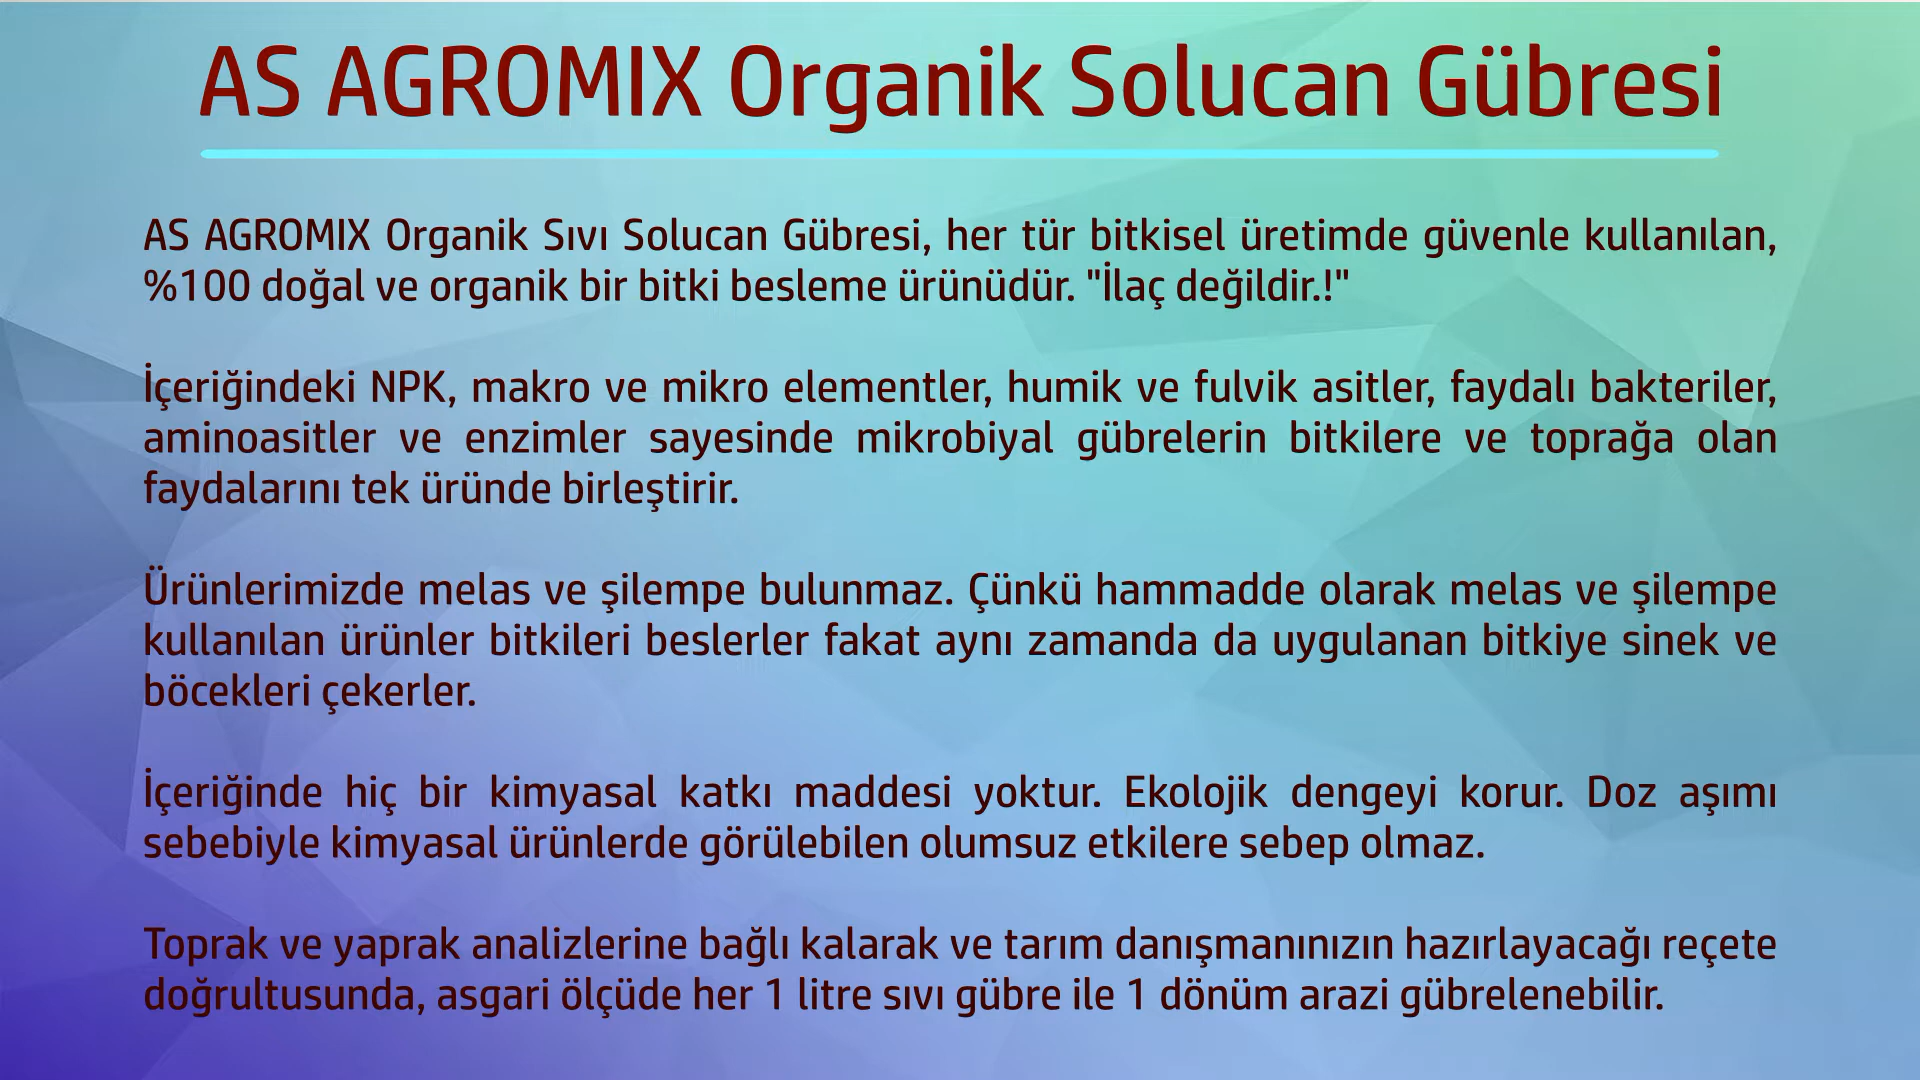 AS AGROMIX Organik Solucan Gübresi
AS AGROMIX Organik Sıvı Solucan Gübresi, her tür bitkisel üretimde güvenle kullanılan,
%100 doğal ve organik bir bitki besleme ürünüdür. "İlaç değildir.!"
İçeriğindeki NPK, makro ve mikro elementler, humik ve fulvik asitler, faydalı bakteriler,
aminoasitler ve enzimler sayesinde mikrobiyal gübrelerin bitkilere ve toprağa olan
faydalarını tek üründe birleştirir.
Ürünlerimizde melas ve şilempe bulunmaz. Çünkü hammadde olarak melas ve şilempe
kullanılan ürünler bitkileri beslerler fakat aynı zamanda da uygulanan bitkiye sinek ve
böcekleri çekerler.
İçeriğinde hiç bir kimyasal katkı maddesi yoktur. Ekolojik dengeyi korur. Doz aşımı
sebebiyle kimyasal ürünlerde görülebilen olumsuz etkilere sebep olmaz.
Toprak ve yaprak analizlerine bağlı kalarak ve tarım danışmanınızın hazırlayacağı reçete
doğrultusunda, asgari ölçüde her 1 litre sıvı gübre ile 1 dönüm arazi gübrelenebilir.